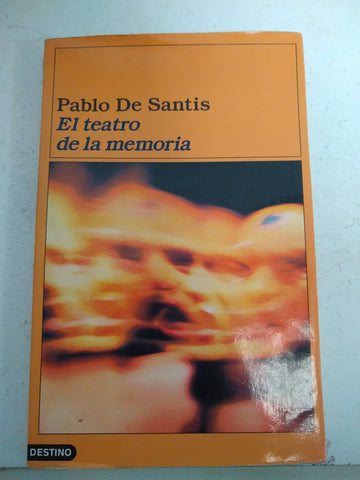 Pablo De Santis
El teatro
de la memoria
DESTINO